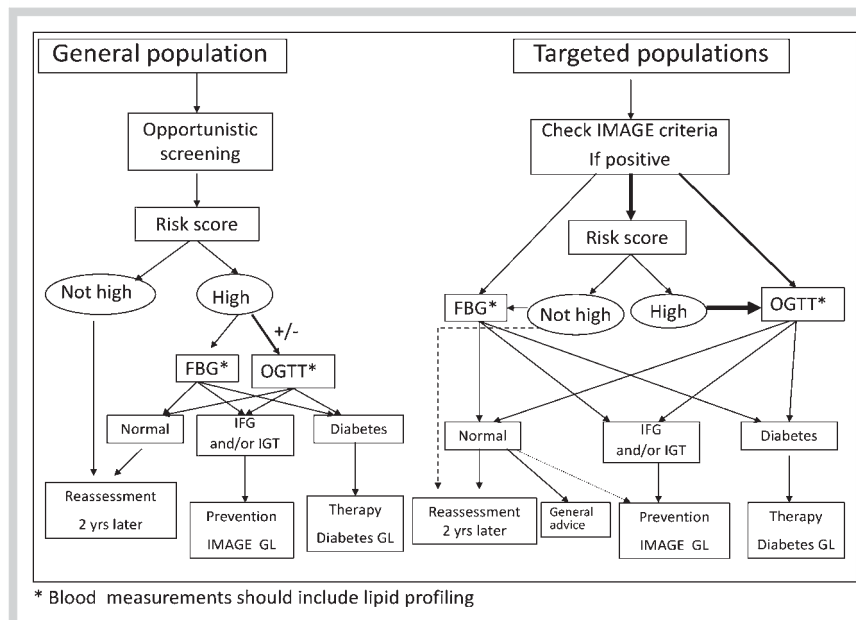 General population
Opportunistic
screening
Risk score
Not high
High
+/-
FBG*
OGTT*
Normal
IFG
and/or IGT
Diabetes
Reassessment
2 yrs later
Prevention
IMAGE GL
Therapy
Diabetes GL
Targeted populations
Check IMAGE criteria
If positive
Risk score
FBG*
Not high
High
OGTT*
Normal
IFG
and/or IGT
Diabetes
Reassessment
2 yrs later
General
advice
Prevention
IMAGE GL
Therapy
Diabetes GL
* Blood measurements should include lipid profiling